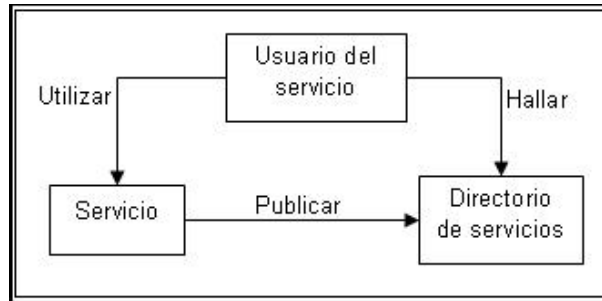 Usuario del
servicio
Utilizar
Hallar
Servicio
Publicar
Directorio
de servicios